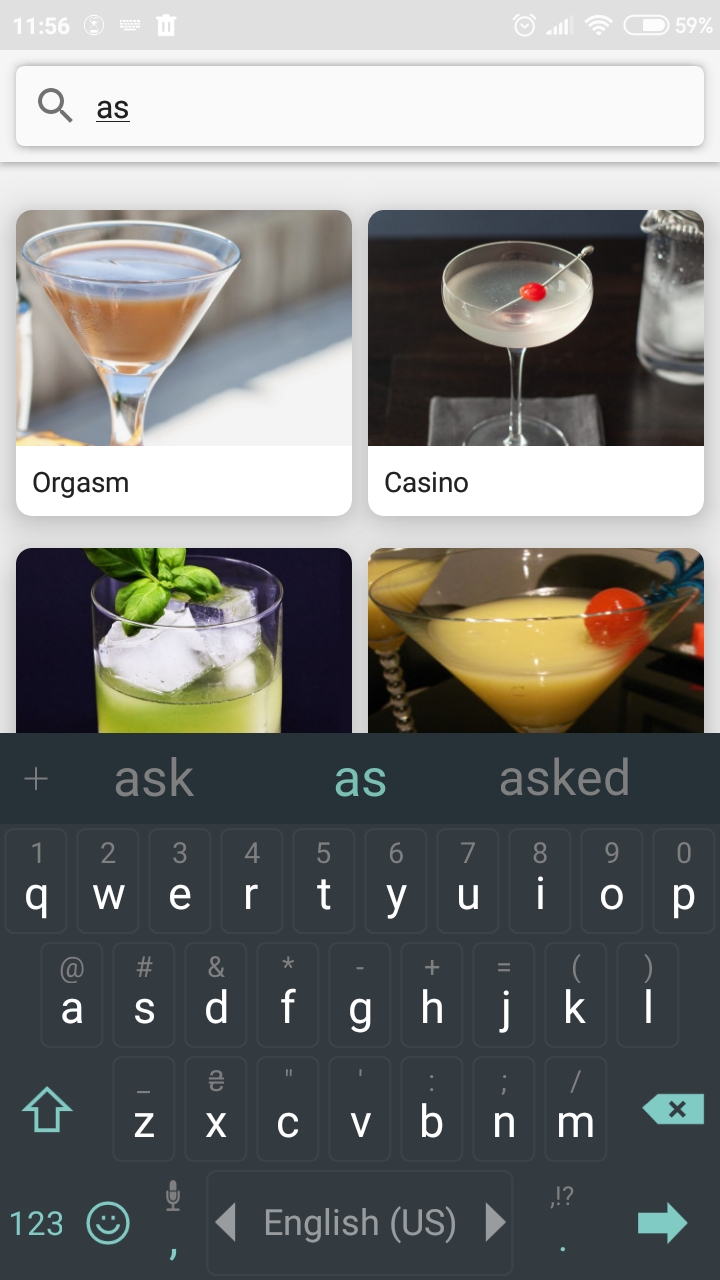 11:56 59%
as
Orgasm Casino
ask as asked
1 2 3 4 5 6 7 8 9 0
q w e r t y u i o p
@ # & * - + = ( )
a s d f g h j k l
_ ₴ " ' : ; /
z x c v b n m
,!?
123 , English (US) .